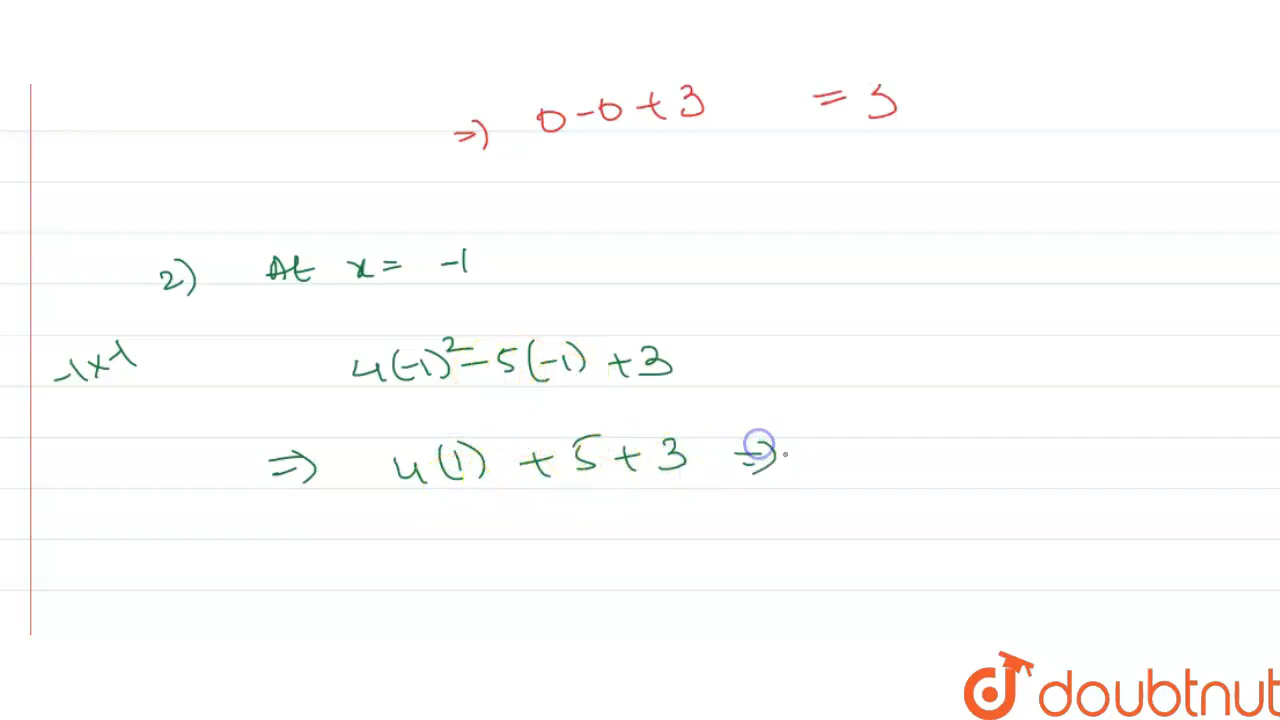 ⇒ 0-0+3 = 3
2) At x = -1
-1x-1 4(-1)²-5(-1)+3
⇒ 4(1) +5+3 ⇒
doubtnut